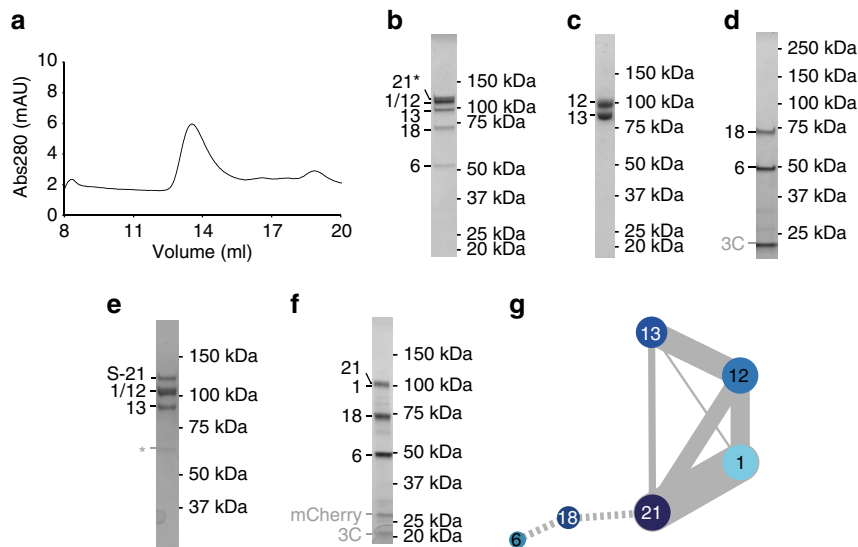 a
Abs280 (mAU)
10
8
6
4
2
0
8 11 14 17 20
Volume (ml)
b
21*
1/12
13
18
6
150 kDa
100 kDa
75 kDa
50 kDa
37 kDa
25 kDa
20 kDa
c
12
13
150 kDa
100 kDa
75 kDa
50 kDa
37 kDa
25 kDa
20 kDa
d
18
6
3C
250 kDa
150 kDa
100 kDa
75 kDa
50 kDa
37 kDa
25 kDa
e
S-21
1/12
13
*
150 kDa
100 kDa
75 kDa
50 kDa
37 kDa
f
21
1
18
6
mCherry
3C
150 kDa
100 kDa
75 kDa
50 kDa
37 kDa
25 kDa
20 kDa
g
13
12
1
21
18
6